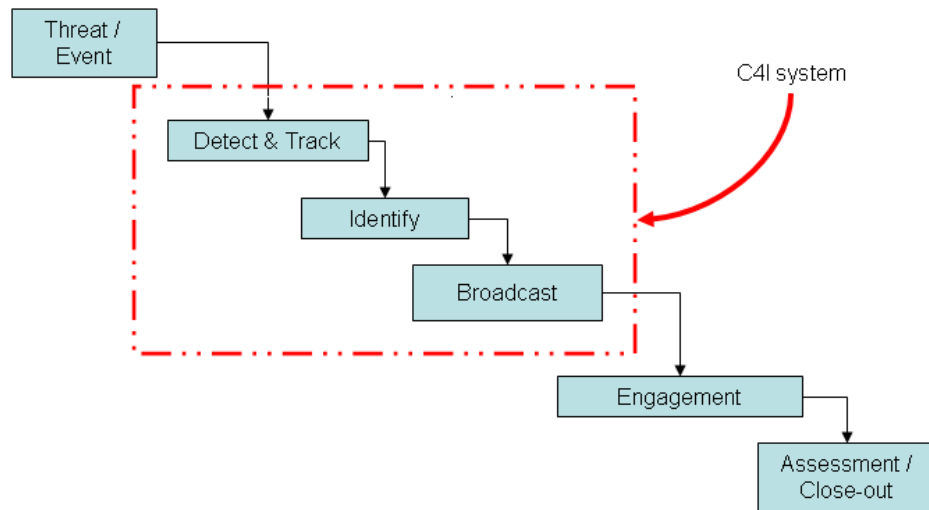 Threat /
Event
C4I system
Detect & Track
Identify
Broadcast
Engagement
Assessment /
Close-out